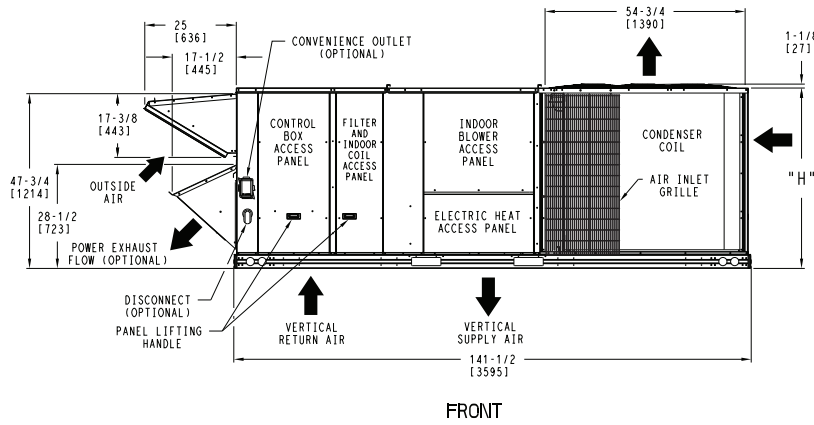 25
[636]
17-1/2
[445]
CONVENIENCE OUTLET
(OPTIONAL)
54-3/4
[1390]
1-1/8
[27]
17-3/8
[443]
CONTROL
BOX
ACCESS
PANEL
FILTER
AND
INDOOR
COIL
ACCESS
PANEL
INDOOR
BLOWER
ACCESS
PANEL
CONDENSER
COIL
AIR INLET
GRILLE
"H"
47-3/4
[1214]
OUTSIDE
AIR
28-1/2
[723]
ELECTRIC HEAT
ACCESS PANEL
POWER EXHAUST
FLOW (OPTIONAL)
DISCONNECT
(OPTIONAL)
PANEL LIFTING
HANDLE
VERTICAL
RETURN AIR
VERTICAL
SUPPLY AIR
141-1/2
[3595]
FRONT